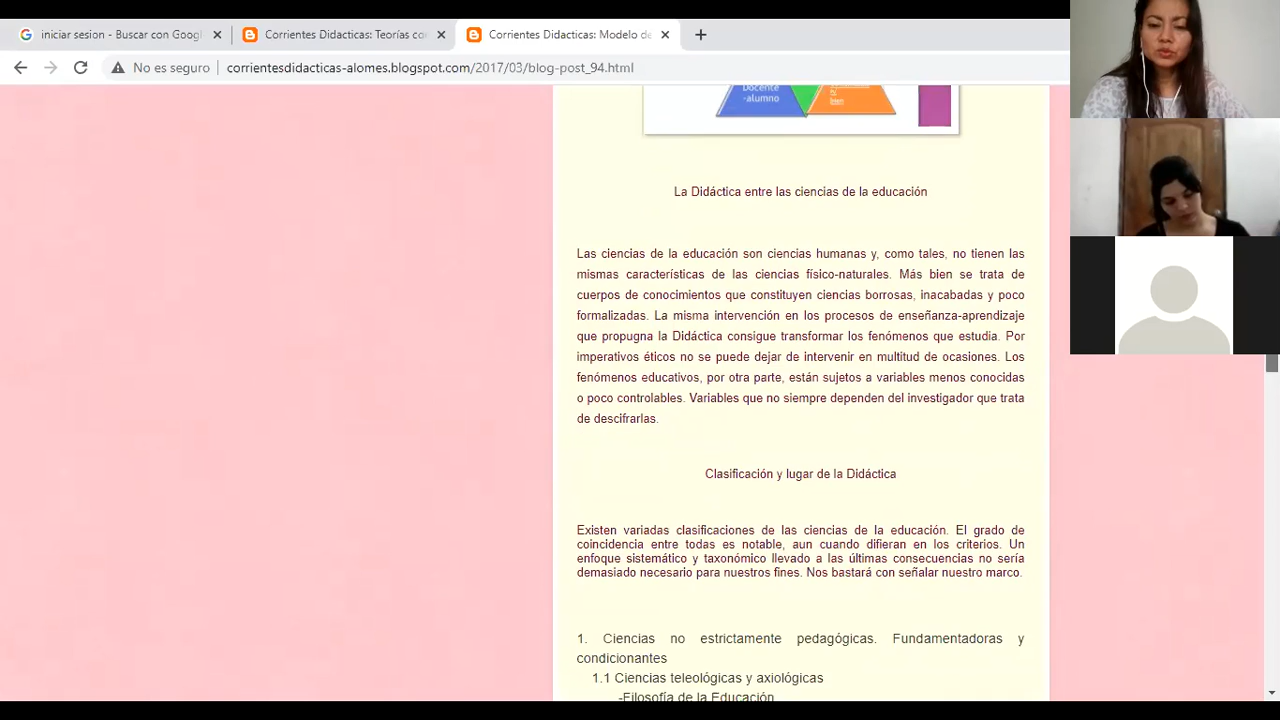 iniciar sesion - Buscar con Googl
Corrientes Didacticas: Teorías co
Corrientes Didacticas: Modelo de
No es seguro
corrientesdidacticas-alomes.blogspot.com/2017/03/blog-post_94.html
Docente
-alumno
La Didáctica entre las ciencias de la educación
Las ciencias de la educación son ciencias humanas y, como tales, no tienen las
mismas características de las ciencias físico-naturales. Más bien se trata de
cuerpos de conocimientos que constituyen ciencias borrosas, inacabadas y poco
formalizadas. La misma intervención en los procesos de enseñanza-aprendizaje
que propugna la Didáctica consigue transformar los fenómenos que estudia. Por
imperativos éticos no se puede dejar de intervenir en multitud de ocasiones. Los
fenómenos educativos, por otra parte, están sujetos a variables menos conocidas
o poco controlables. Variables que no siempre dependen del investigador que trata
de descifrarlas.
Clasificación y lugar de la Didáctica
Existen variadas clasificaciones de las ciencias de la educación. El grado de
coincidencia entre todas es notable, aun cuando difieran en los criterios. Un
enfoque sistemático y taxonómico llevado a las últimas consecuencias no sería
demasiado necesario para nuestros fines. Nos bastará con señalar nuestro marco.
1. Ciencias no estrictamente pedagógicas. Fundamentadoras y
condicionantes
1.1 Ciencias teleológicas y axiológicas
-Filosofía de la Educación